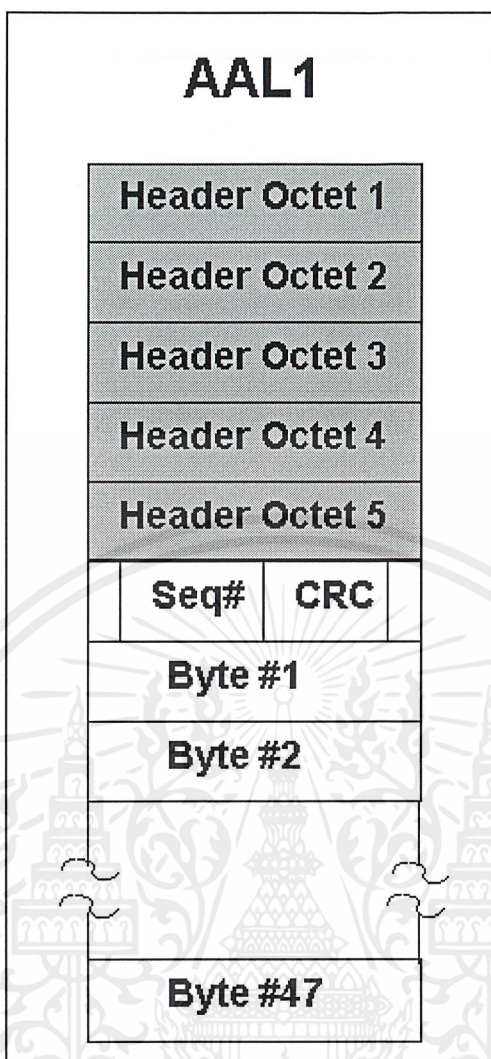 AAL1
Header Octet 1
Header Octet 2
Header Octet 3
Header Octet 4
Header Octet 5
Seq# CRC
Byte #1
Byte #2
Byte #47